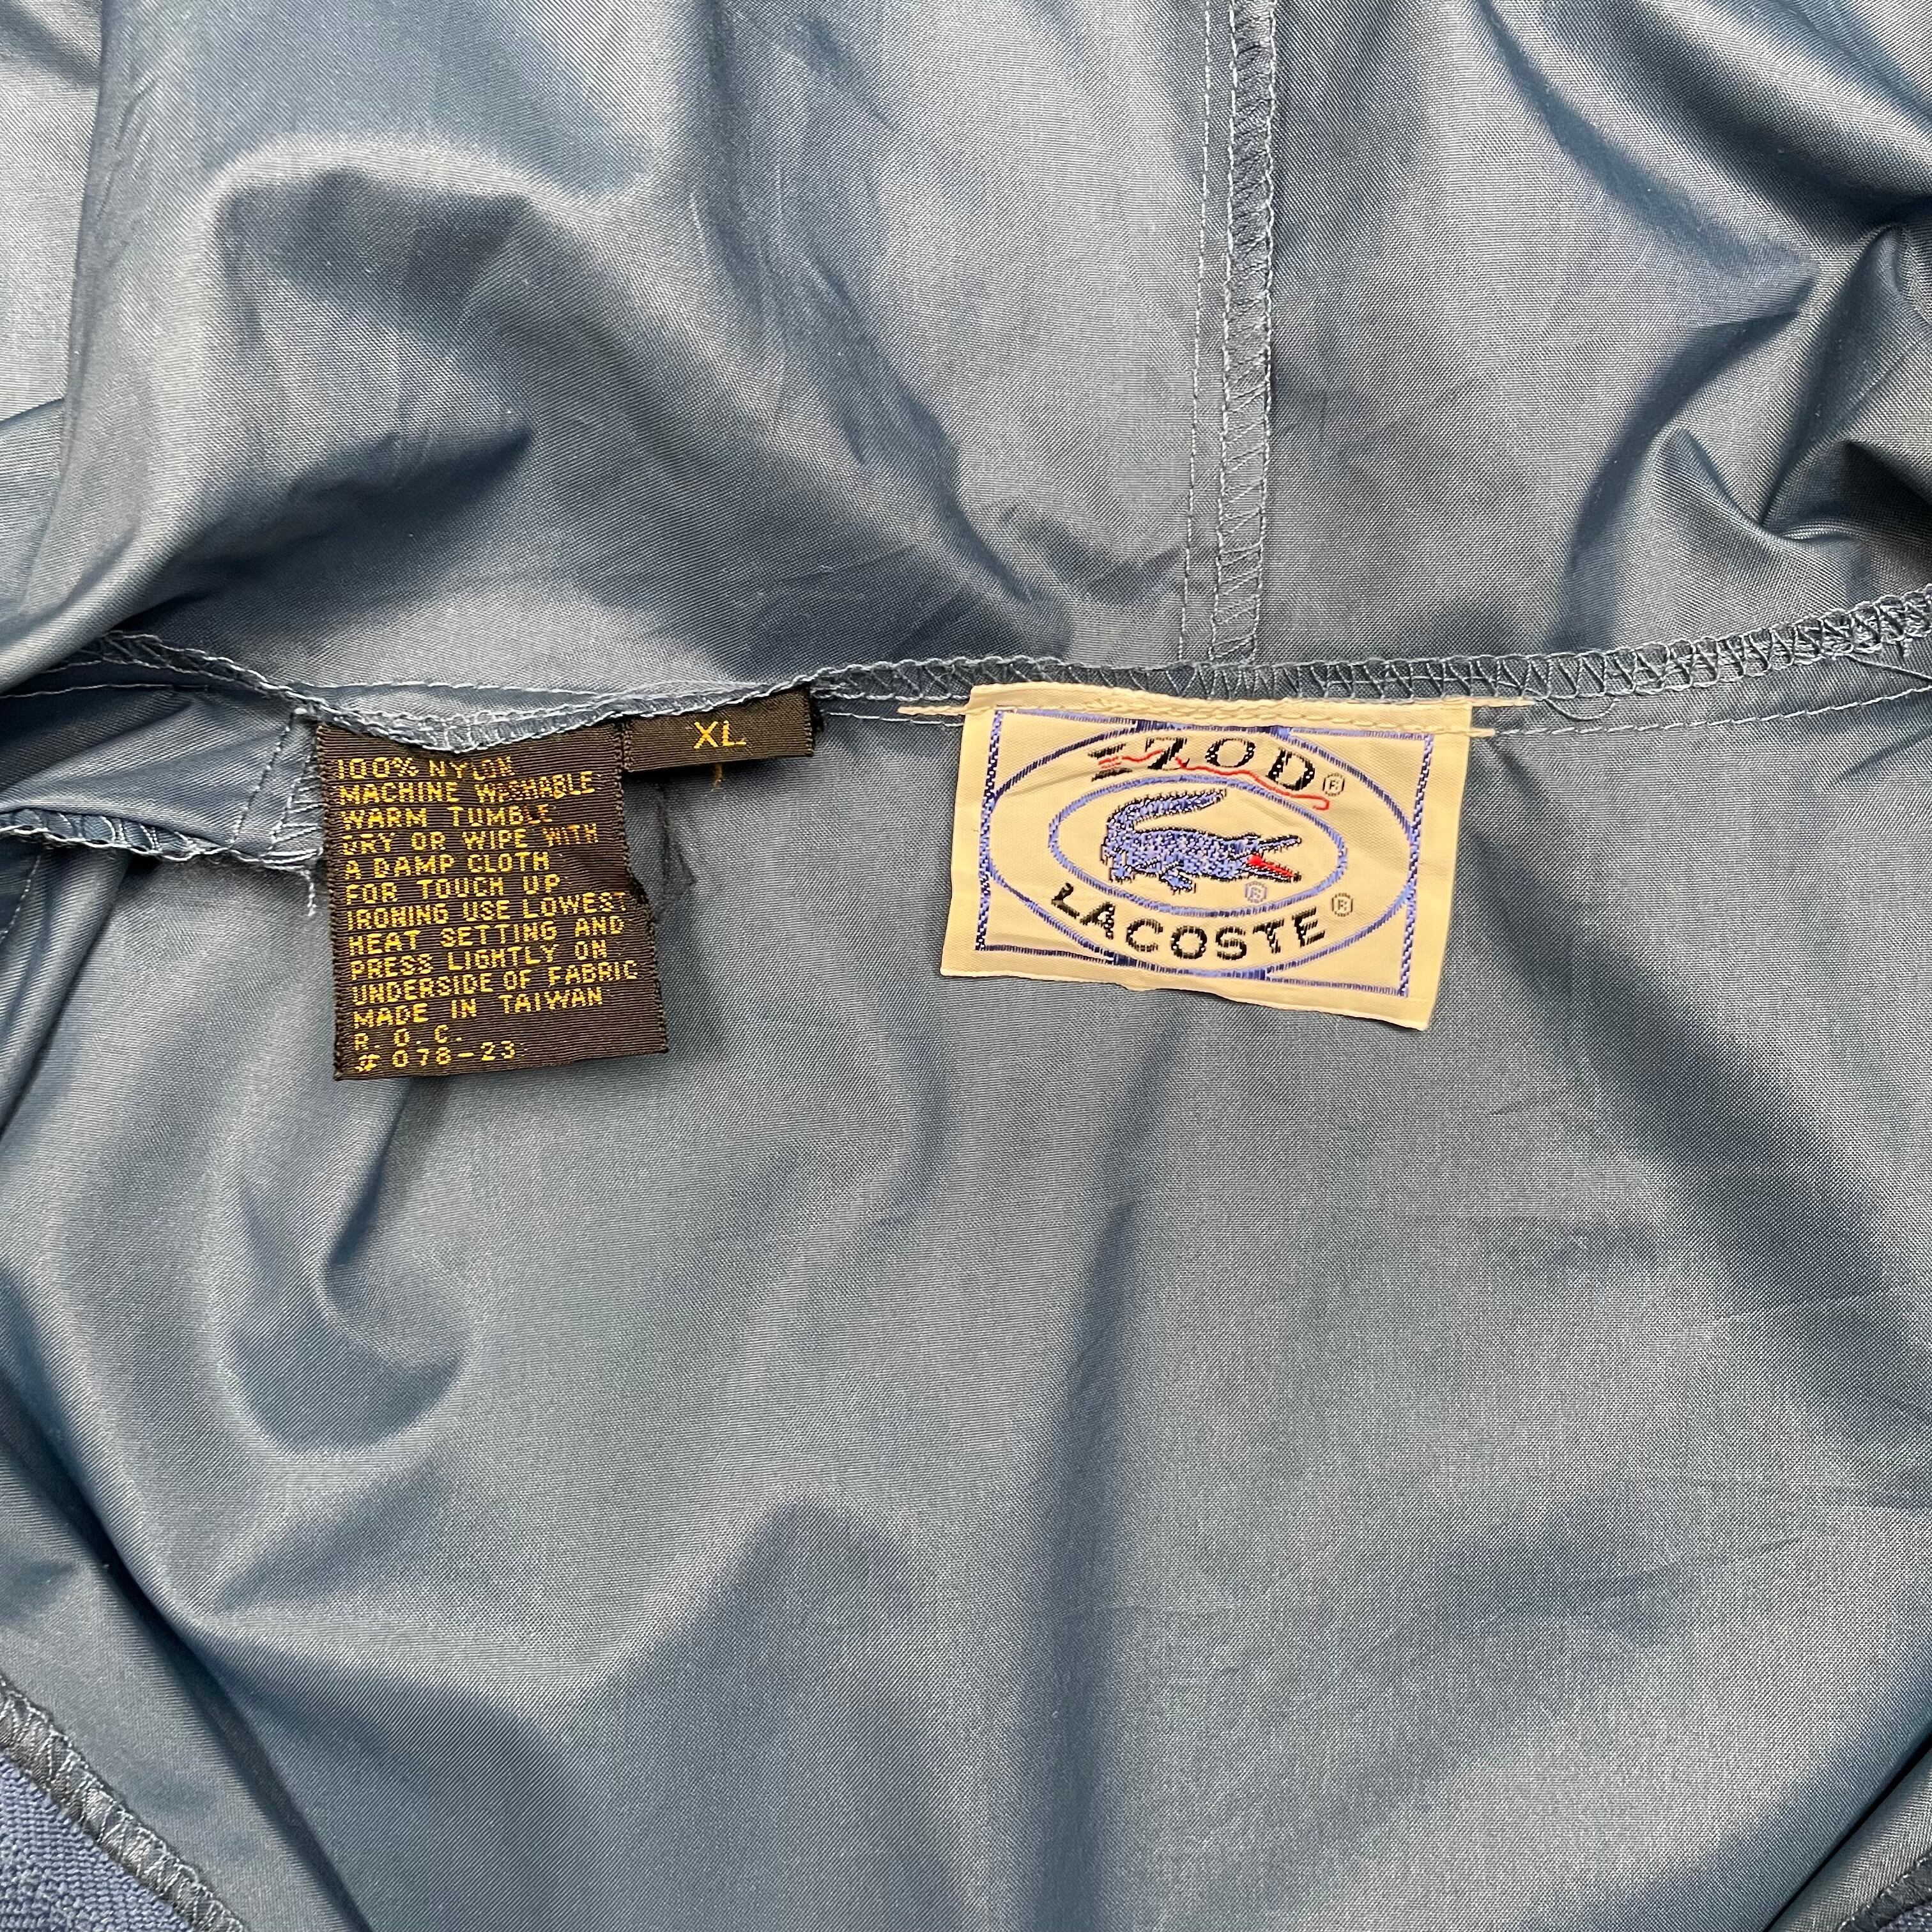 100% NYLON
MACHINE WASHABLE
WARM TUMBLE
DRY OR WIPE WITH
A DAMP CLOTH
FOR TOUCH UP
IRONING USE LOWEST
HEAT SETTING AND
PRESS LIGHTLY ON
UNDERSIDE OF FABRIC
MADE IN TAIWAN
R.O.C.
# 078-23
XL
IZOD®
®
LACOSTE®